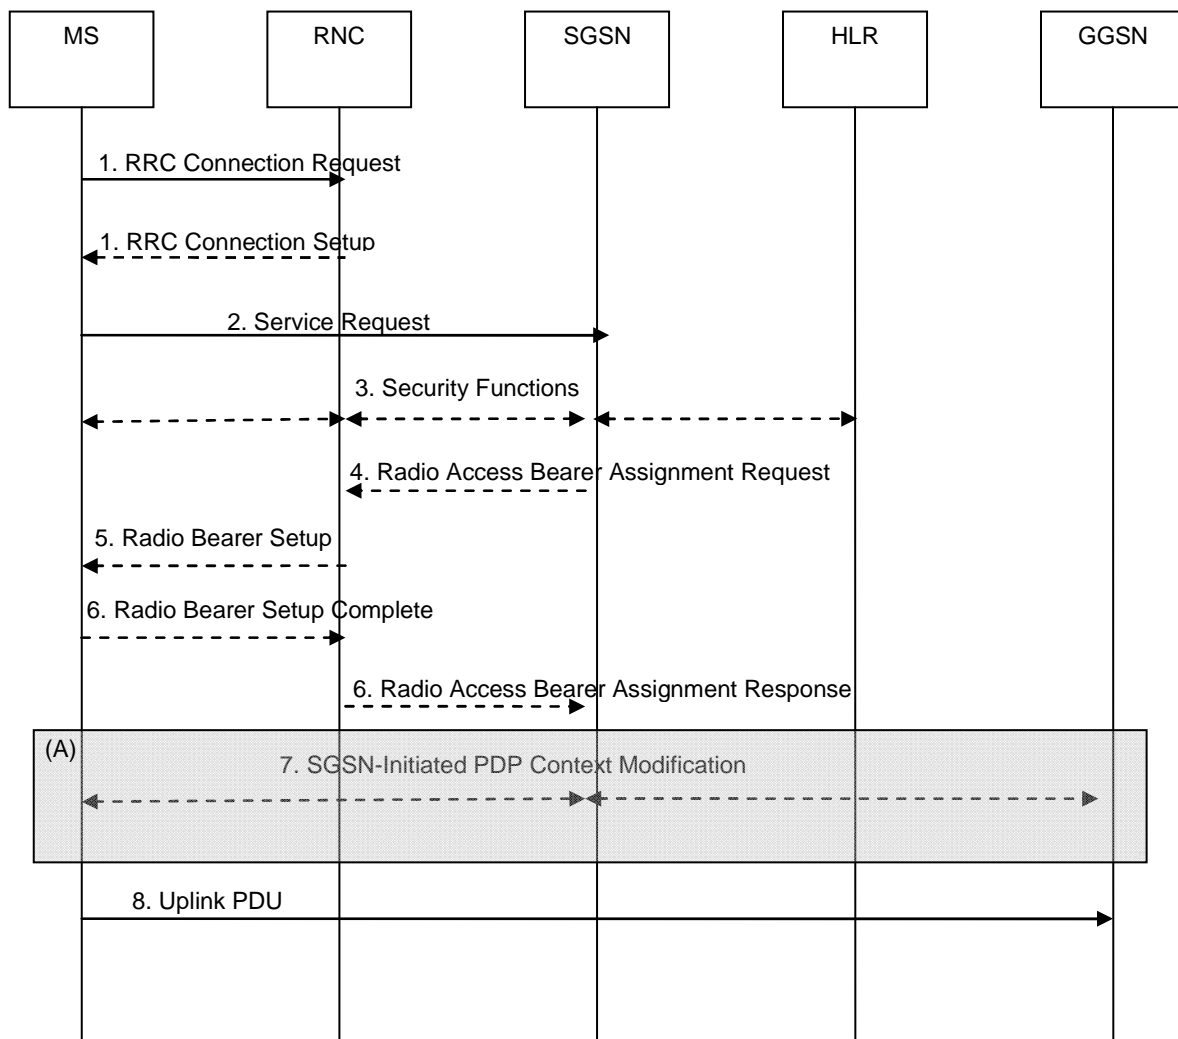 MS
RNC
SGSN
HLR
GGSN
1. RRC Connection Request
1. RRC Connection Setup
2. Service Request
3. Security Functions
4. Radio Access Bearer Assignment Request
5. Radio Bearer Setup
6. Radio Bearer Setup Complete
6. Radio Access Bearer Assignment Response
(A)
7. SGSN-Initiated PDP Context Modification
8. Uplink PDU